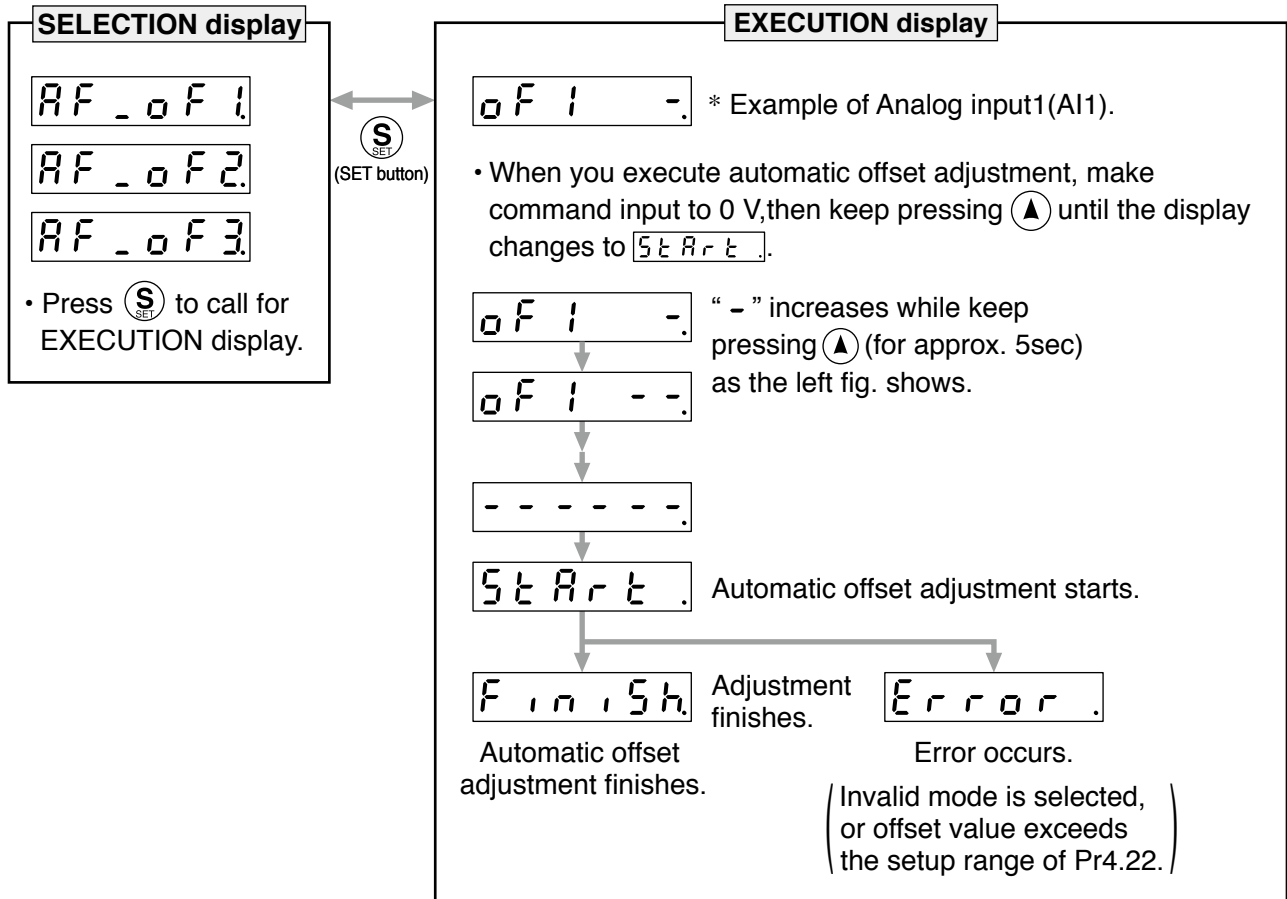 SELECTION display
AF_oF1.
AF_oF2.
AF_oF3.
• Press S SET to call for
EXECUTION display.
S
SET
(SET button)
EXECUTION display
oF1 -.
* Example of Analog input1(AI1).
• When you execute automatic offset adjustment, make
command input to 0 V,then keep pressing ▲ until the display
changes to StArt ..
oF1 -.
“ - ” increases while keep
pressing ▲ (for approx. 5sec)
as the left fig. shows.
oF1 --.
------.
StArt .
Automatic offset adjustment starts.
FiniSh.
Adjustment
finishes.
Error .
Automatic offset
adjustment finishes.
Error occurs.
(Invalid mode is selected,
or offset value exceeds
the setup range of Pr4.22.)